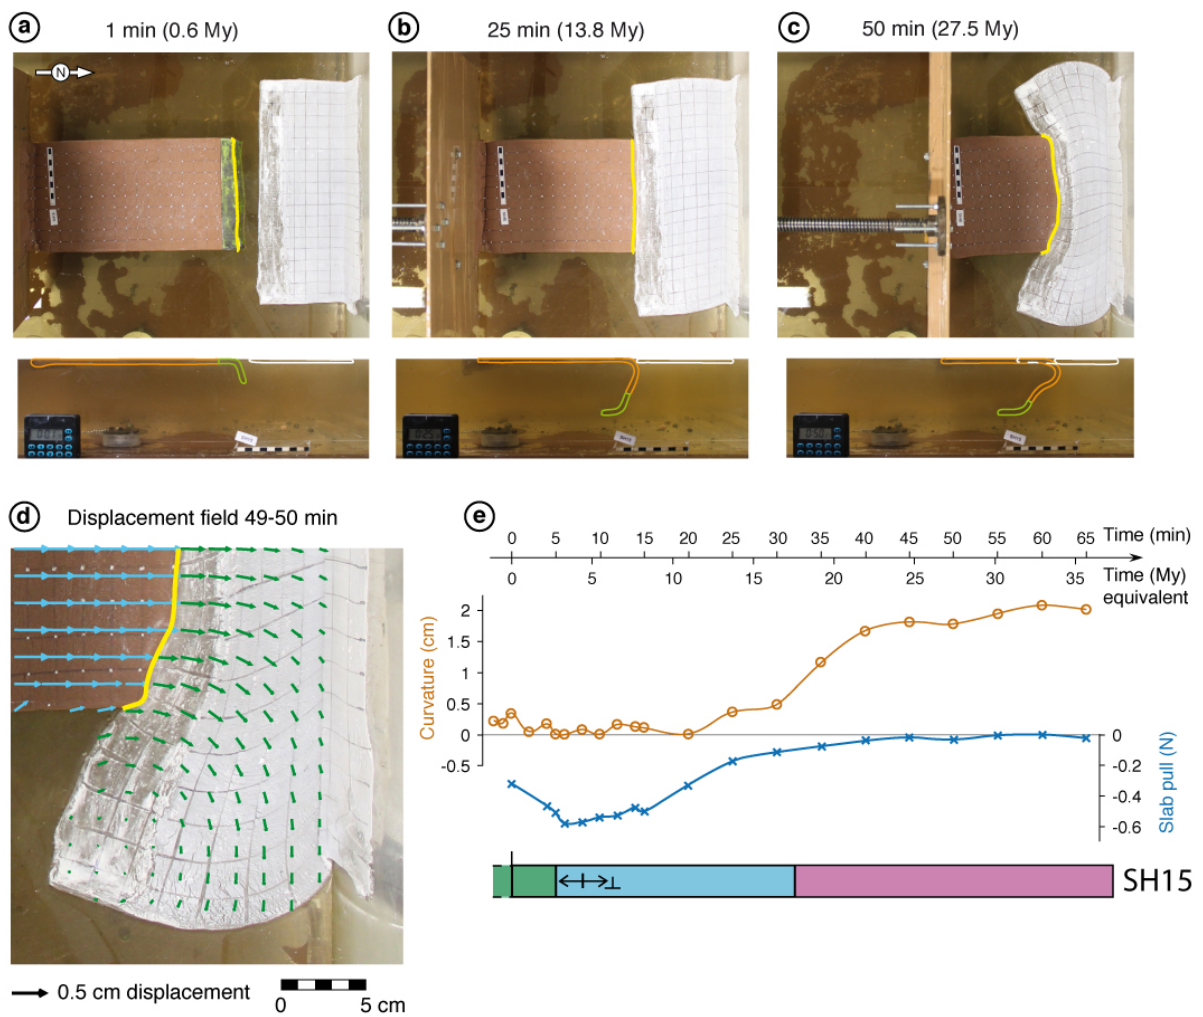 a
1 min (0.6 My)
b
25 min (13.8 My)
c
50 min (27.5 My)
N
SH15
SH15
SH15
d
Displacement field 49-50 min
0.5 cm displacement
0 5 cm
e
0 5 10 15 20 25 30 35 40 45 50 55 60 65 Time (min)
0 5 10 15 20 25 30 35 Time (My)
equivalent
Curvature (cm)
2
1.5
1
0.5
0
-0.5
0
-0.2
-0.4
-0.6
Slab pull (N)
SH15